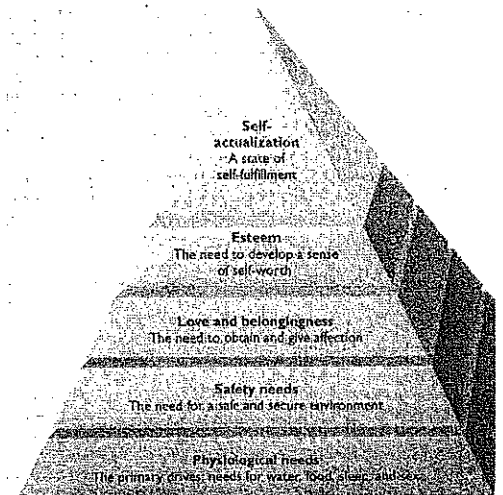 Self-
actualization
A state of
self-fulfillment
Esteem
The need to develop a sense
of self-worth
Love and belongingness
The need to obtain and give affection
Safety needs
The need for a safe and secure environment
Physiological needs
The primary drives: needs for water, food, sleep, and sex